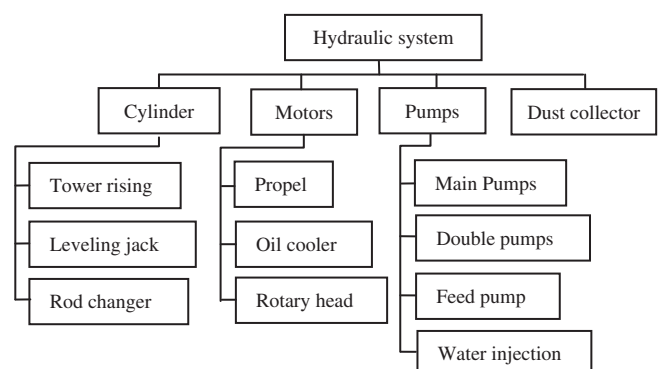 Hydraulic system
Cylinder
Motors
Pumps
Dust collector
Tower rising
Leveling jack
Rod changer
Propel
Oil cooler
Rotary head
Main Pumps
Double pumps
Feed pump
Water injection